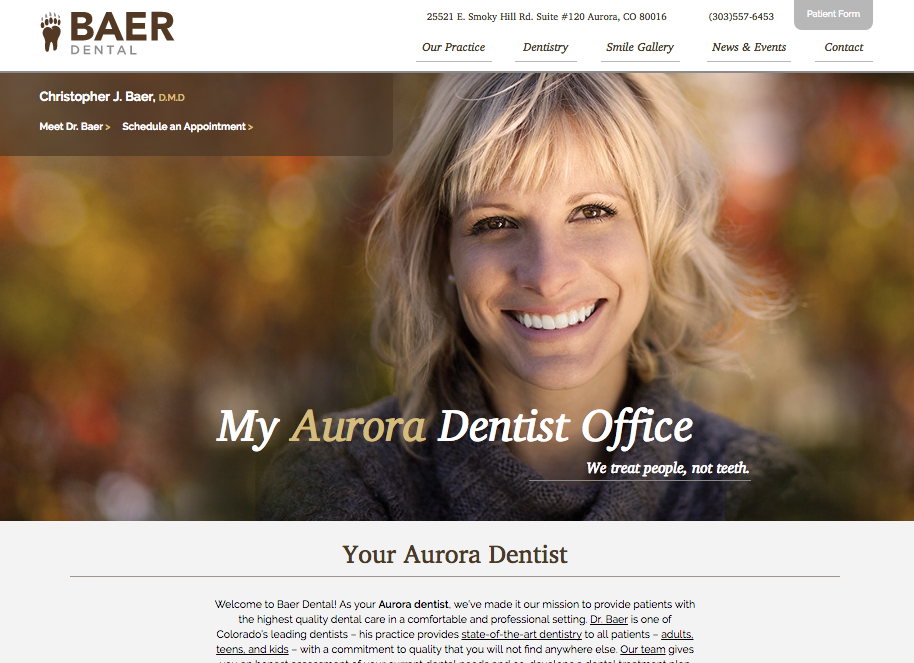 BAER
DENTAL
25521 E. Smoky Hill Rd. Suite #120 Aurora, CO 80016
(303)557-6453
Patient Form
Our Practice
Dentistry
Smile Gallery
News & Events
Contact
Christopher J. Baer, D.M.D
Meet Dr. Baer > Schedule an Appointment >
My Aurora Dentist Office
We treat people, not teeth.
Your Aurora Dentist
Welcome to Baer Dental! As your Aurora dentist, we've made it our mission to provide patients with
the highest quality dental care in a comfortable and professional setting. Dr. Baer is one of
Colorado's leading dentists – his practice provides state-of-the-art dentistry to all patients – adults,
teens, and kids – with a commitment to quality that you will not find anywhere else. Our team gives